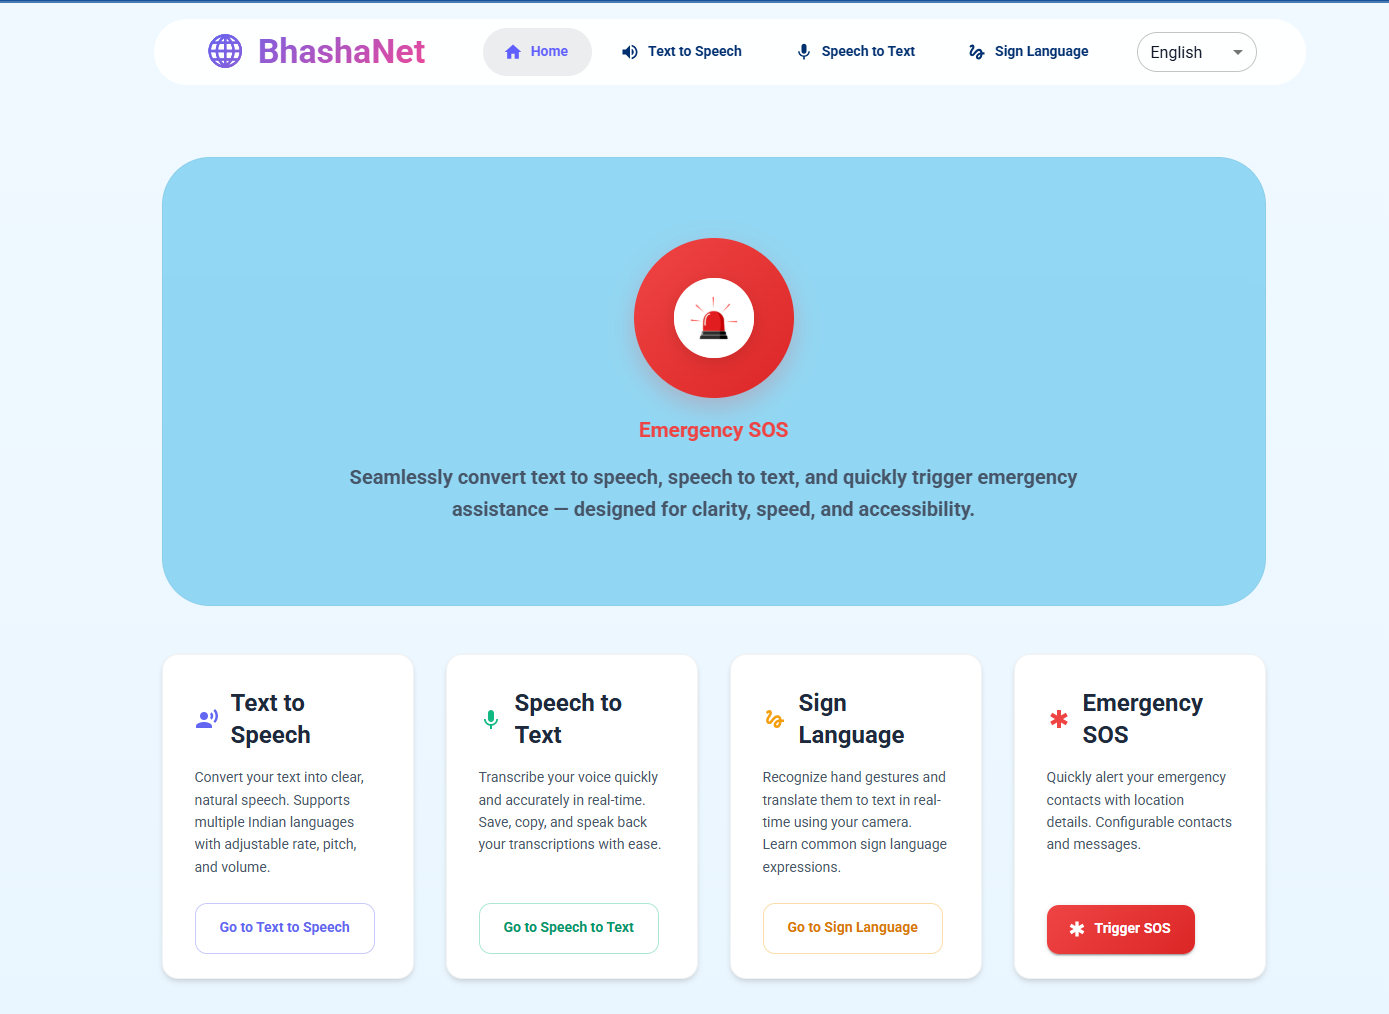 BhashaNet
Home
Text to Speech
Speech to Text
Sign Language
English
Emergency SOS
Seamlessly convert text to speech, speech to text, and quickly trigger emergency
assistance — designed for clarity, speed, and accessibility.
Text to
Speech
Convert your text into clear,
natural speech. Supports
multiple Indian languages
with adjustable rate, pitch,
and volume.
Go to Text to Speech
Speech to
Text
Transcribe your voice quickly
and accurately in real-time.
Save, copy, and speak back
your transcriptions with ease.
Go to Speech to Text
Sign
Language
Recognize hand gestures and
translate them to text in real-
time using your camera.
Learn common sign language
expressions.
Go to Sign Language
Emergency
SOS
Quickly alert your emergency
contacts with location
details. Configurable contacts
and messages.
Trigger SOS